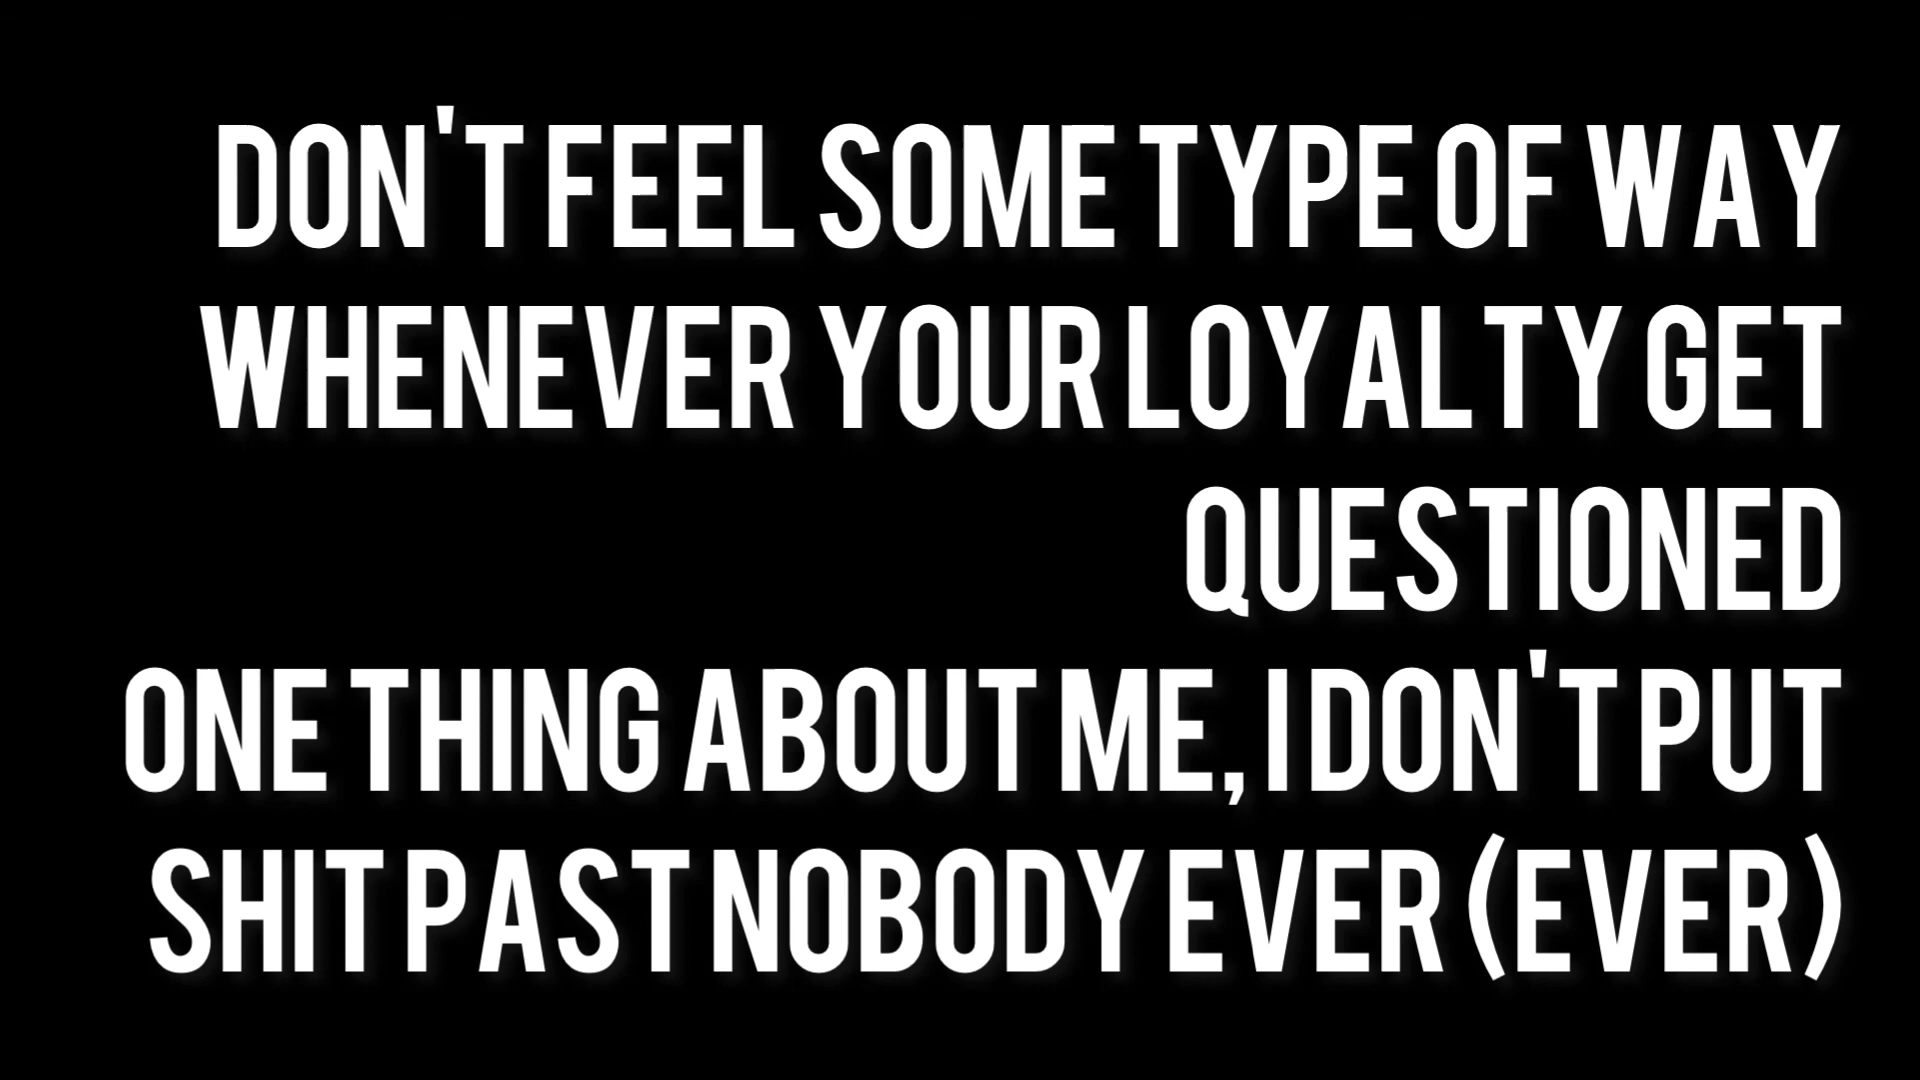 DON'T FEEL SOME TYPE OF WAY
WHENEVER YOUR LOYALTY GET
QUESTIONED
ONE THING ABOUT ME, I DON'T PUT
SHIT PAST NOBODY EVER (EVER)